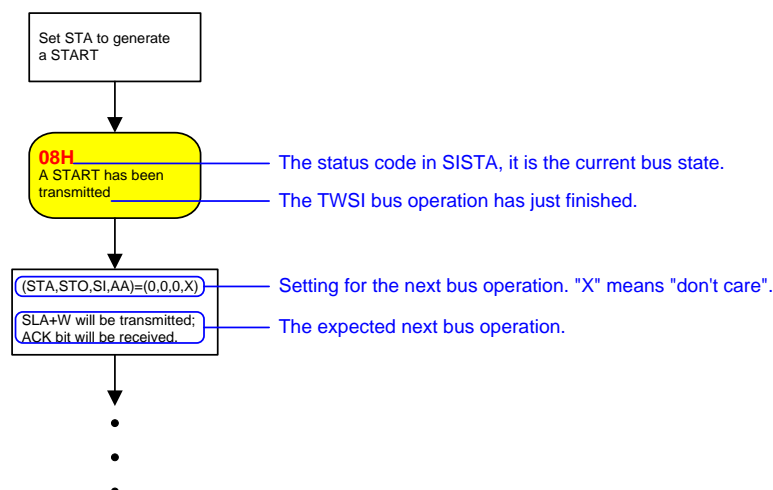 Set STA to generate
a START
08H
A START has been
transmitted
The status code in SISTA, it is the current bus state.
The TWSI bus operation has just finished.
(STA,STO,SI,AA)=(0,0,0,X)
Setting for the next bus operation. "X" means "don't care".
SLA+W will be transmitted;
ACK bit will be received.
The expected next bus operation.